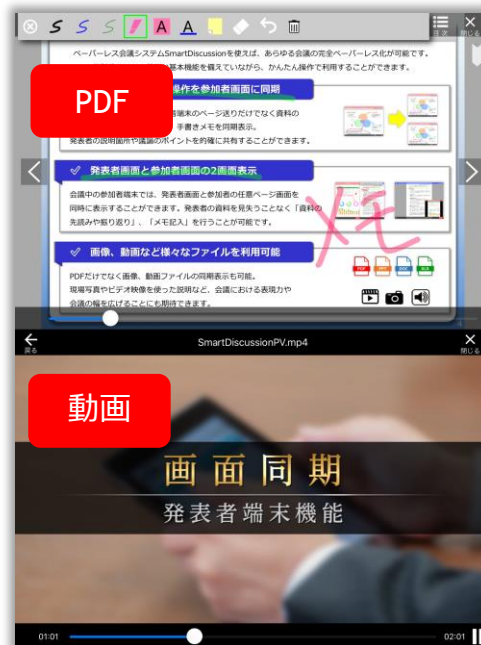 目次
閉じる
ペーパーレス会議システムSmartDiscussionを使えば、あらゆる会議の完全ペーパーレス化が可能です。
基本機能を備えていながら、かんたん操作で利用することができます。
PDF
操作を参加者画面に同期
端末のページ送りだけでなく資料の
手書きメモを同期表示。
発表者の説明箇所や議論のポイントを的確に共有することができます。
発表者画面と参加者画面の2画面表示
会議中の参加者端末では、発表者画面と参加者の任意ページ画面を
同時に表示することができます。発表者の資料を見失うことなく「資料の
先読みや振り返り」、「メモ記入」を行うことが可能です。
メモ
画像、動画など様々なファイルを利用可能
PDFだけでなく画像、動画ファイルの同期表示も可能。
現場写真やビデオ映像を使った説明など、会議における表現力や
会議の幅を広げることにも期待できます。
PDF PPT DOC XLS
戻る
SmartDiscussionPV.mp4
閉じる
動画
画面同期
発表者端末機能
01:01
02:01